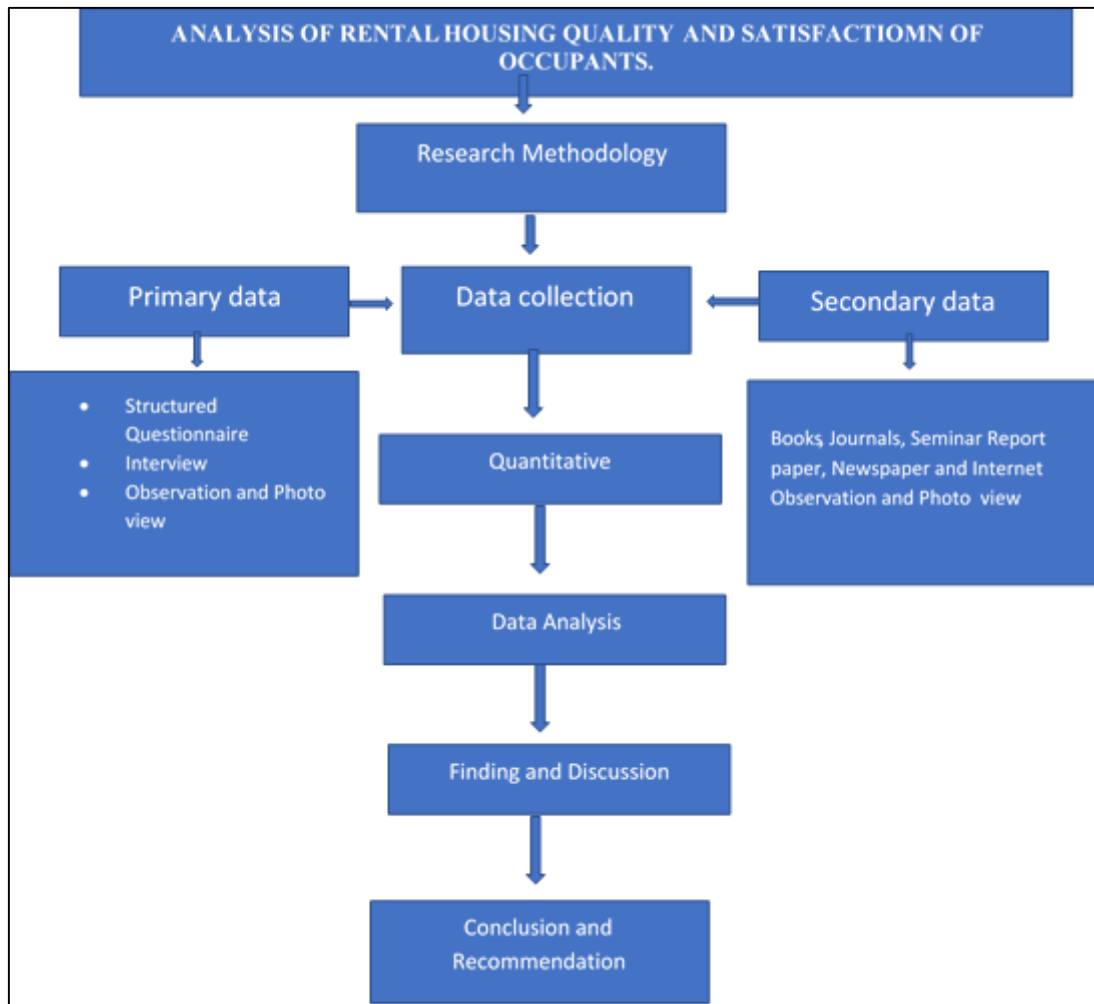 ANALYSIS OF RENTAL HOUSING QUALITY AND SATISFACTIOMN OF
OCCUPANTS.
Research Methodology
Primary data
Data collection
Secondary data
• Structured
Questionnaire
• Interview
• Observation and Photo
view
Books, Journals, Seminar Report
paper, Newspaper and Internet
Observation and Photo view
Quantitative
Data Analysis
Finding and Discussion
Conclusion and
Recommendation